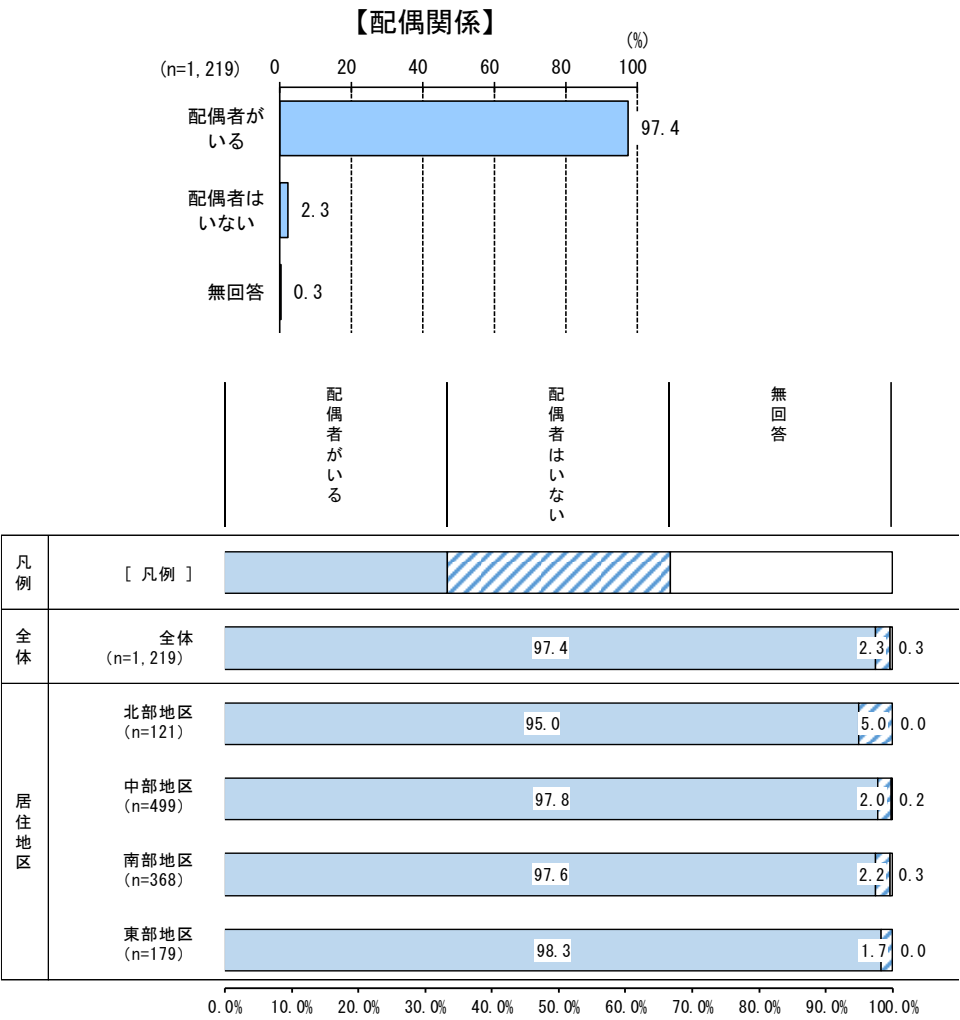 【配偶関係】
(%)
(n=1,219) 0 20 40 60 80 100
配偶者が
いる
97.4
配偶者は
いない
2.3
無回答 0.3
配偶者がいる
配偶者はいない
無回答
凡例
[ 凡例 ]
全体
全体
(n=1,219)
97.4 2.3 0.3
居住地区
北部地区
(n=121)
95.0 5.0 0.0
中部地区
(n=499)
97.8 2.0 0.2
南部地区
(n=368)
97.6 2.2 0.3
東部地区
(n=179)
98.3 1.7 0.0
0.0% 10.0% 20.0% 30.0% 40.0% 50.0% 60.0% 70.0% 80.0% 90.0% 100.0%